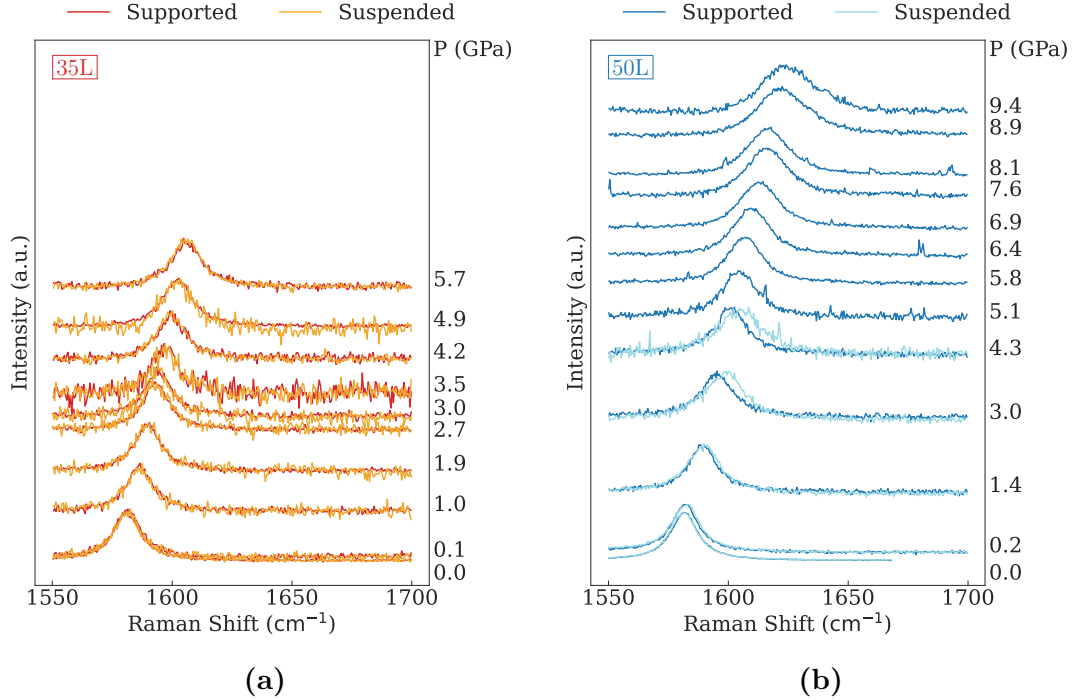 Supported Suspended
P (GPa)
35L
5.7
4.9
4.2
3.5
3.0
2.7
1.9
1.0
0.1
0.0
Intensity (a.u.)
1550 1600 1650 1700
Raman Shift (cm⁻¹)
(a)
Supported Suspended
P (GPa)
50L
9.4
8.9
8.1
7.6
6.9
6.4
5.8
5.1
4.3
3.0
1.4
0.2
0.0
Intensity (a.u.)
1550 1600 1650 1700
Raman Shift (cm⁻¹)
(b)